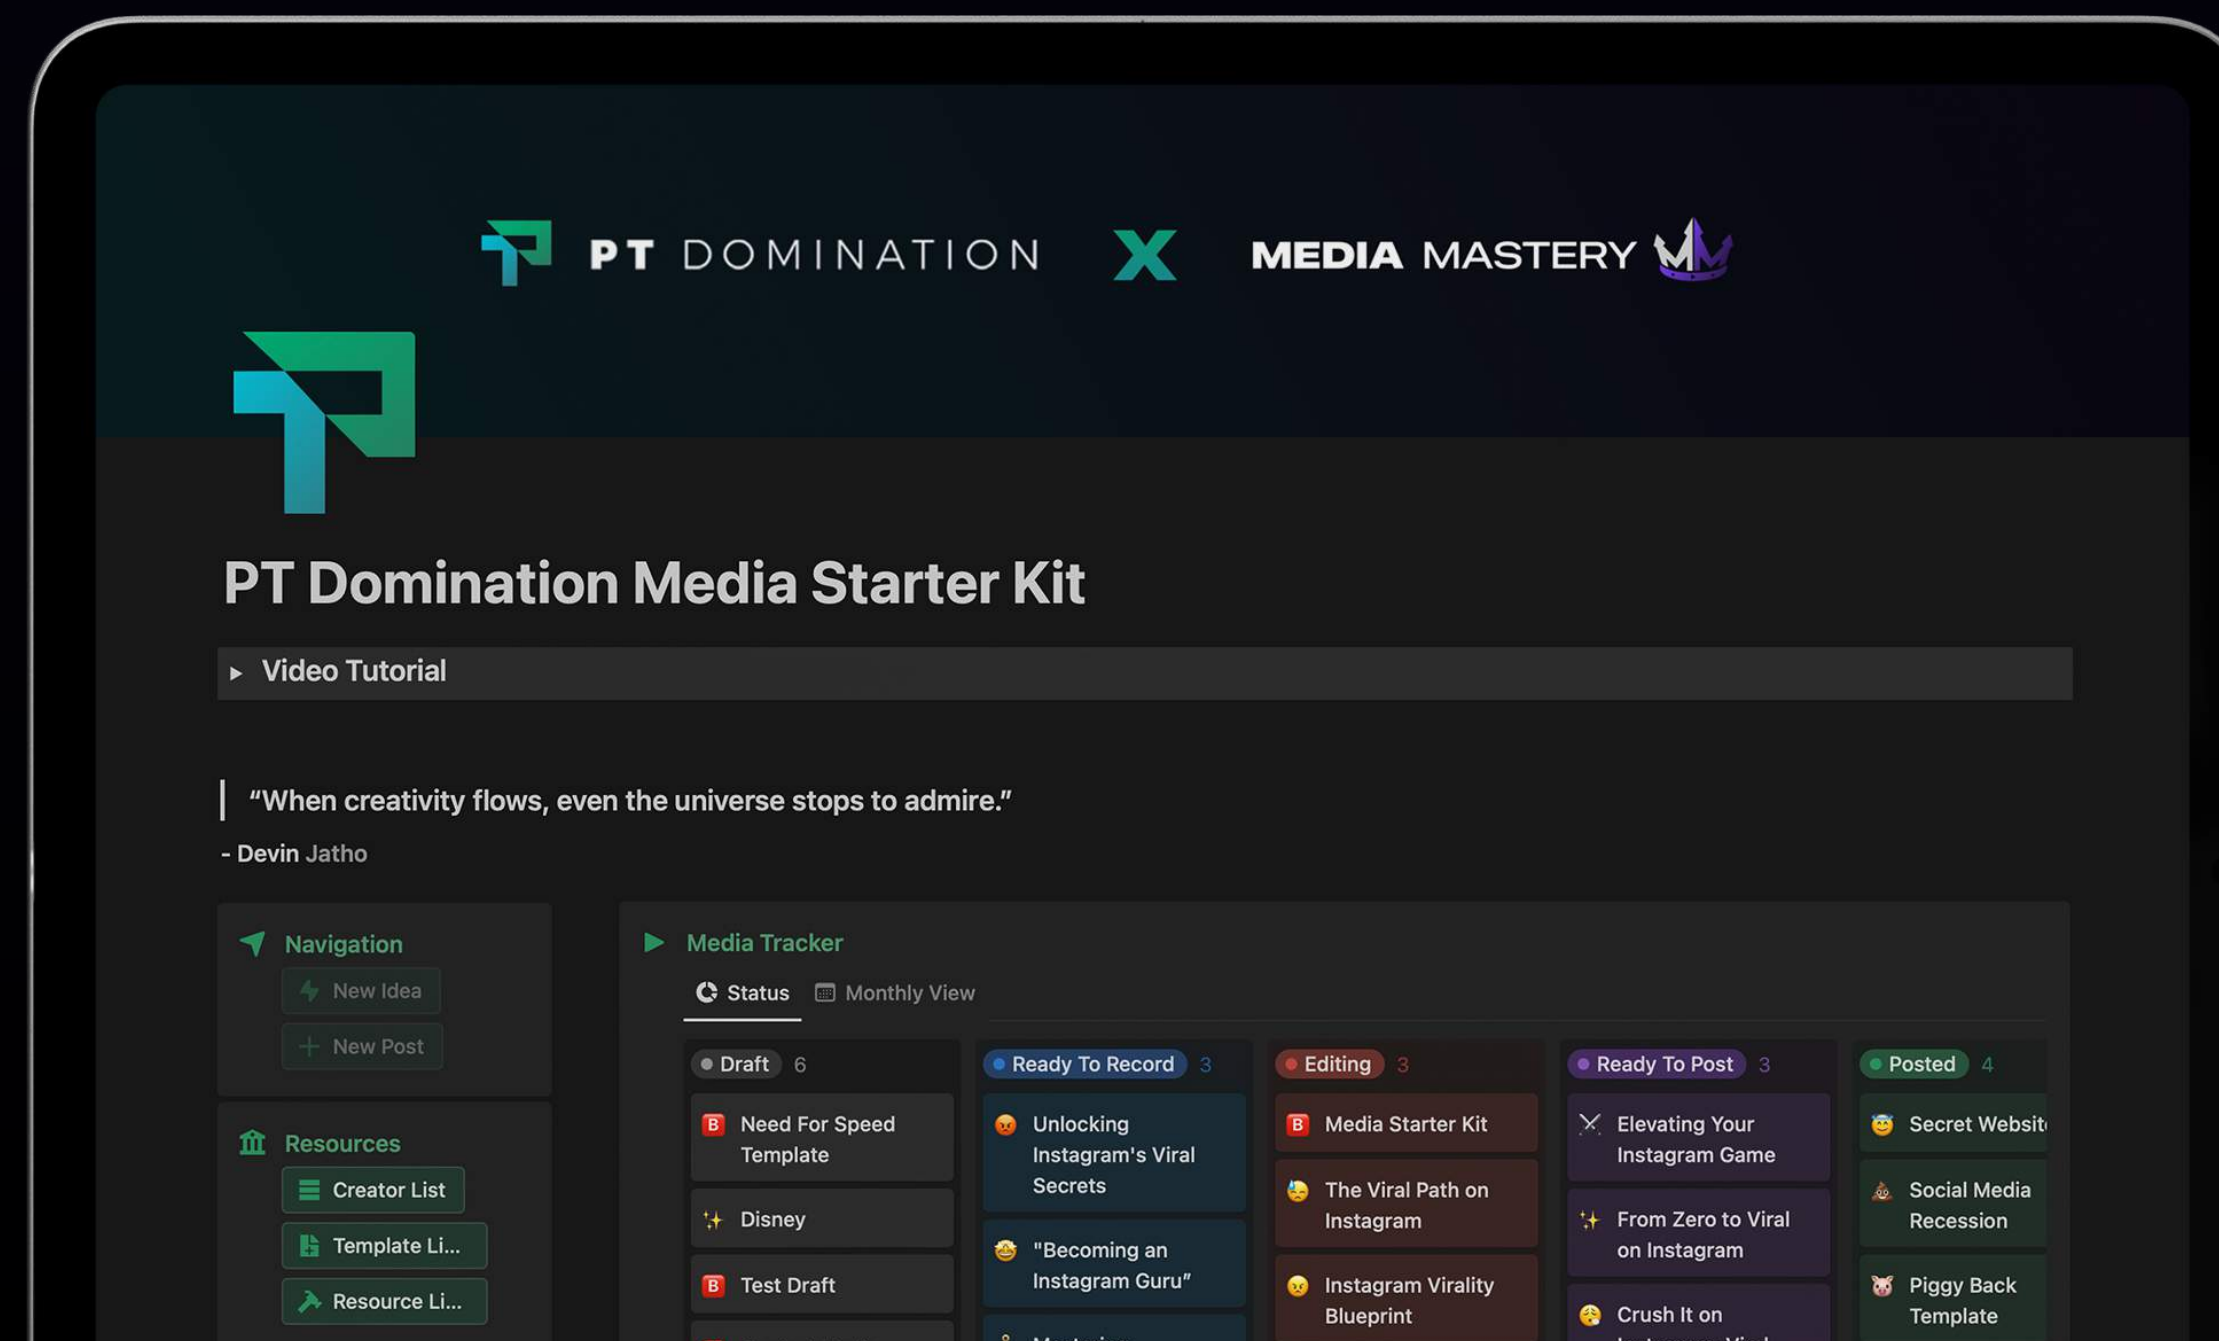 PT DOMINATION X MEDIA MASTERY
PT Domination Media Starter Kit
Video Tutorial
“When creativity flows, even the universe stops to admire.”
- Devin Jatho
Navigation
New Idea
New Post
Resources
Creator List
Template Li...
Resource Li...
Media Tracker
Status Monthly View
Draft 6
Need For Speed
Template
Disney
Test Draft
Ready To Record 3
Unlocking
Instagram's Viral
Secrets
"Becoming an
Instagram Guru”
Editing 3
Media Starter Kit
The Viral Path on
Instagram
Instagram Virality
Blueprint
Ready To Post 3
Elevating Your
Instagram Game
From Zero to Viral
on Instagram
Crush It on
Posted 4
Secret Website
Social Media
Recession
Piggy Back
Template